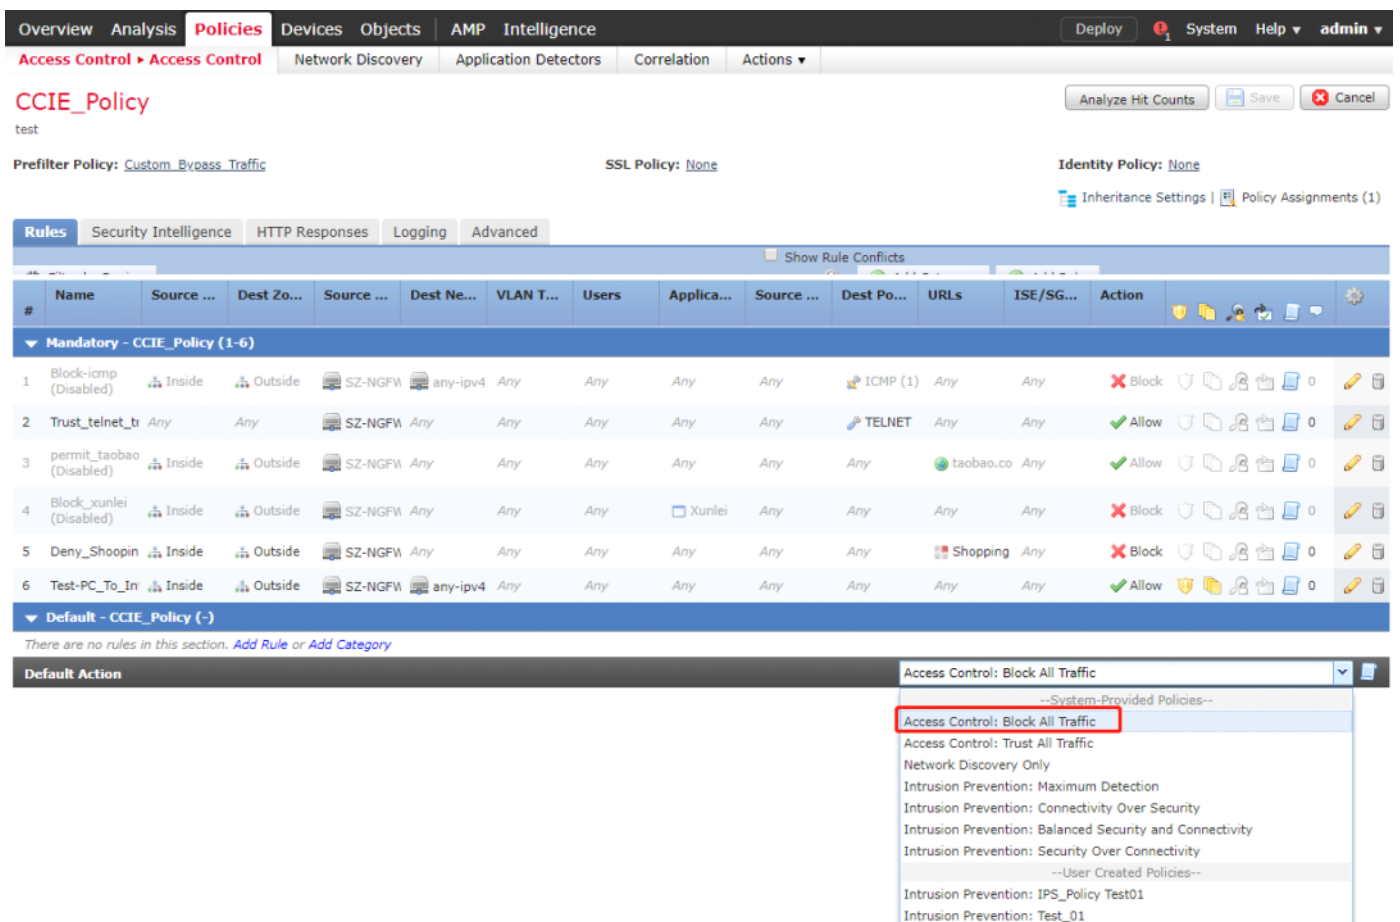 Overview Analysis Policies Devices Objects AMP Intelligence Deploy 1 System Help admin
Access Control ▸ Access Control Network Discovery Application Detectors Correlation Actions
CCIE_Policy
Analyze Hit Counts Save Cancel
test
Prefilter Policy: Custom_Bypass_Traffic SSL Policy: None Identity Policy: None
Inheritance Settings | Policy Assignments (1)
Rules Security Intelligence HTTP Responses Logging Advanced
Show Rule Conflicts
# Name Source ... Dest Zo... Source ... Dest Ne... VLAN T... Users Applica... Source ... Dest Po... URLs ISE/SG... Action
Mandatory - CCIE_Policy (1-6)
1 Block-icmp (Disabled) Inside Outside SZ-NGFW any-ipv4 Any Any Any Any ICMP (1) Any Any Block 0
2 Trust_telnet_tr Any Any SZ-NGFW Any Any Any Any Any TELNET Any Any Allow 0
3 permit_taobao (Disabled) Inside Outside SZ-NGFW Any Any Any Any Any Any taobao.co Any Allow 0
4 Block_xunlei (Disabled) Inside Outside SZ-NGFW Any Any Any Xunlei Any Any Any Any Block 0
5 Deny_Shoopin Inside Outside SZ-NGFW Any Any Any Any Any Any Shopping Any Block 0
6 Test-PC_To_In Inside Outside SZ-NGFW any-ipv4 Any Any Any Any Any Any Any Allow 0
Default - CCIE_Policy (-)
There are no rules in this section. Add Rule or Add Category
Default Action Access Control: Block All Traffic
--System-Provided Policies--
Access Control: Block All Traffic
Access Control: Trust All Traffic
Network Discovery Only
Intrusion Prevention: Maximum Detection
Intrusion Prevention: Connectivity Over Security
Intrusion Prevention: Balanced Security and Connectivity
Intrusion Prevention: Security Over Connectivity
--User Created Policies--
Intrusion Prevention: IPS_Policy Test01
Intrusion Prevention: Test_01